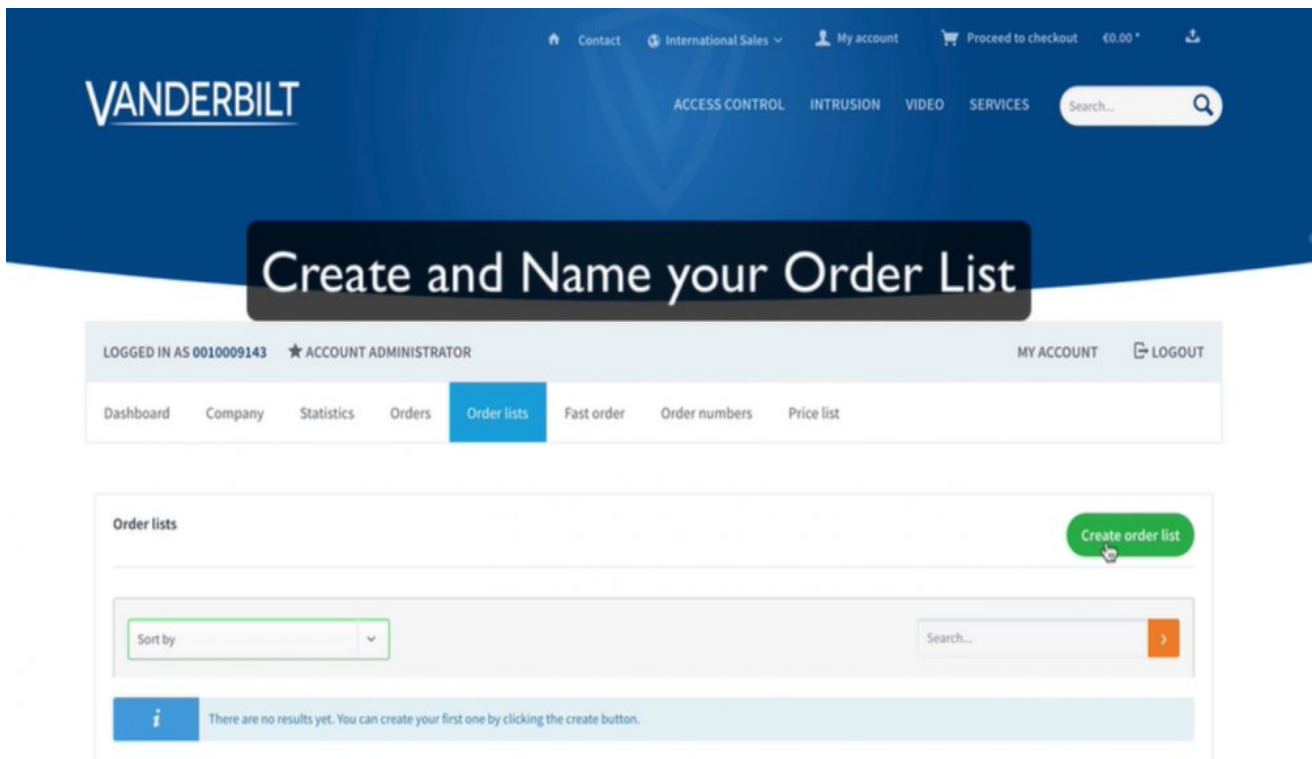 Contact International Sales My account Proceed to checkout €0.00 *
VANDERBILT
ACCESS CONTROL INTRUSION VIDEO SERVICES Search...
Create and Name your Order List
LOGGED IN AS 0010009143 ACCOUNT ADMINISTRATOR MY ACCOUNT LOGOUT
Dashboard Company Statistics Orders Order lists Fast order Order numbers Price list
Order lists Create order list
Sort by Search...
i There are no results yet. You can create your first one by clicking the create button.